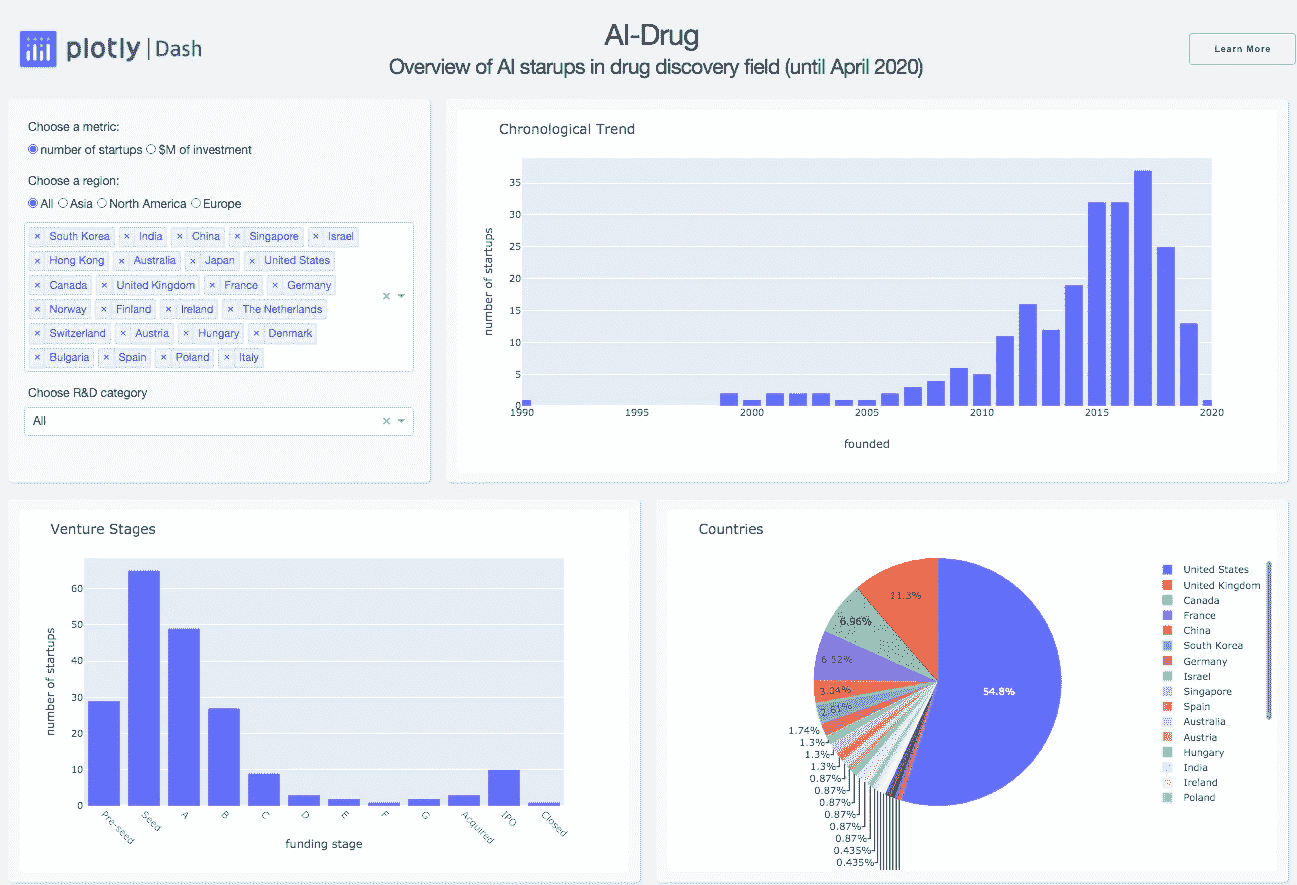 plotly | Dash
AI-Drug
Overview of AI starups in drug discovery field (until April 2020)
Learn More
Choose a metric:
number of startups $M of investment
Choose a region:
All Asia North America Europe
× South Korea × India × China × Singapore × Israel
× Hong Kong × Australia × Japan × United States
× Canada × United Kingdom × France × Germany
× Norway × Finland × Ireland × The Netherlands
× Switzerland × Austria × Hungary × Denmark
× Bulgaria × Spain × Poland × Italy
Choose R&D category
All
Chronological Trend
number of startups
35
30
25
20
15
10
5
0
1990 1995 2000 2005 2010 2015 2020
founded
Venture Stages
number of startups
60
50
40
30
20
10
0
Pre-seed Seed A B C D E F G Acquired IPO Closed
funding stage
Countries
54.8%
11.3%
6.96%
6.52%
3.04%
2.61%
1.74%
1.3%
1.3%
1.3%
0.87%
0.87%
0.87%
0.87%
0.87%
0.87%
0.435%
0.435%
United States
United Kingdom
Canada
France
China
South Korea
Germany
Israel
Singapore
Spain
Australia
Austria
Hungary
India
Ireland
Poland